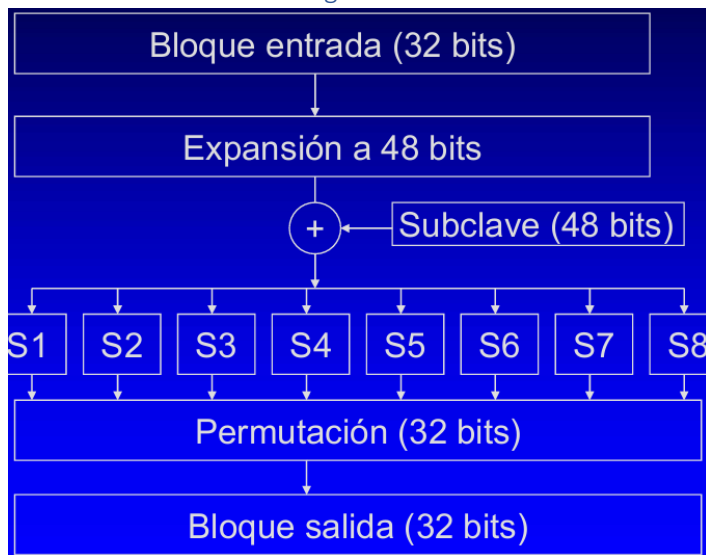 Bloque entrada (32 bits)
Expansión a 48 bits
+
Subclave (48 bits)
S1 S2 S3 S4 S5 S6 S7 S8
Permutación (32 bits)
Bloque salida (32 bits)